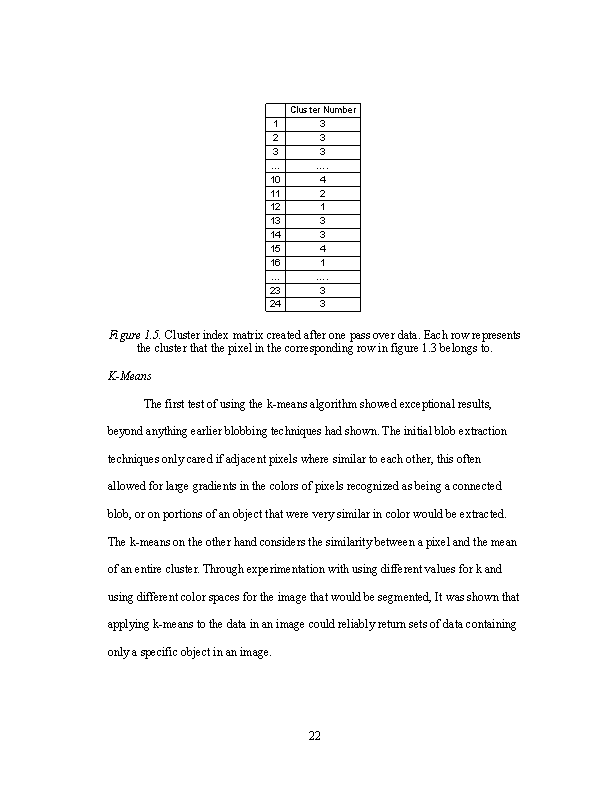 Cluster Number
1 3
2 3
3 3
... ....
10 4
11 2
12 1
13 3
14 3
15 4
16 1
... ....
23 3
24 3
Figure 1.5. Cluster index matrix created after one pass over data. Each row represents
the cluster that the pixel in the corresponding row in figure 1.3 belongs to.
K-Means
The first test of using the k-means algorithm showed exceptional results,
beyond anything earlier blobbing techniques had shown. The initial blob extraction
techniques only cared if adjacent pixels where similar to each other, this often
allowed for large gradients in the colors of pixels recognized as being a connected
blob, or on portions of an object that were very similar in color would be extracted.
The k-means on the other hand considers the similarity between a pixel and the mean
of an entire cluster. Through experimentation with using different values for k and
using different color spaces for the image that would be segmented, It was shown that
applying k-means to the data in an image could reliably return sets of data containing
only a specific object in an image.
22